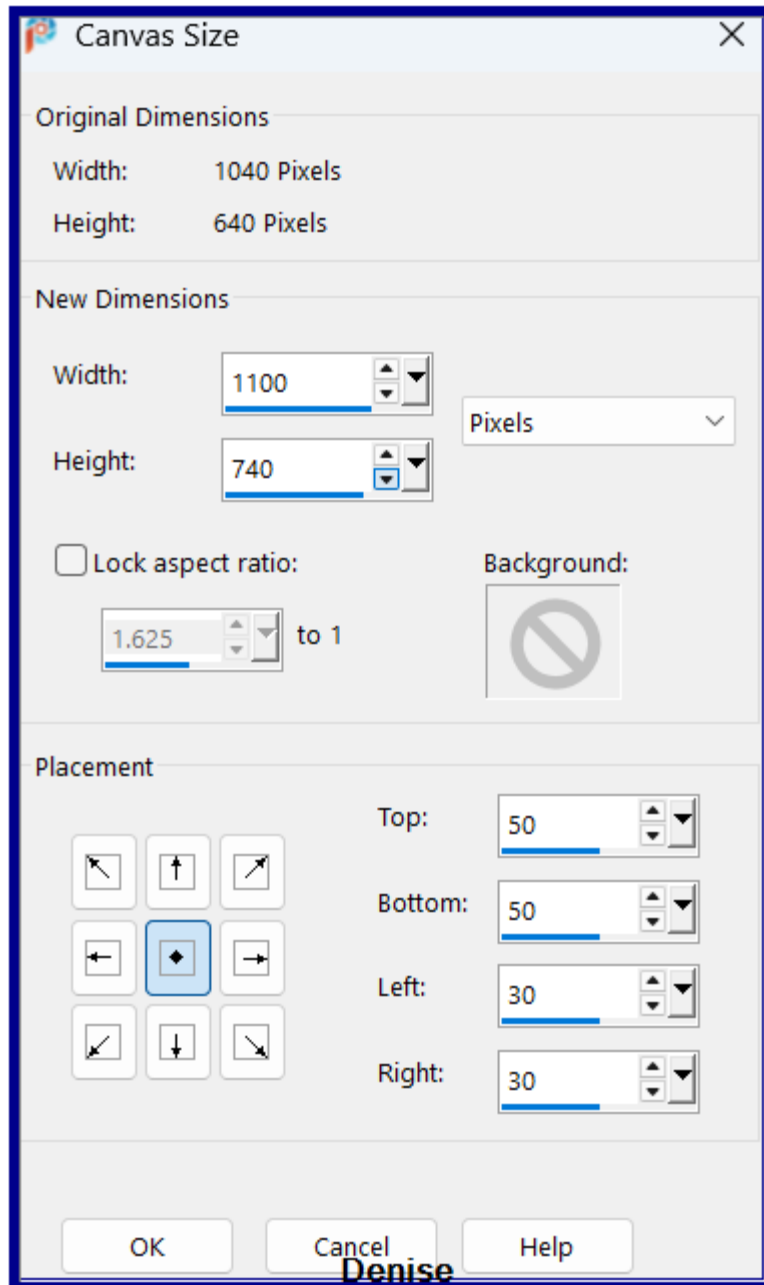 Canvas Size
Original Dimensions
Width: 1040 Pixels
Height: 640 Pixels
New Dimensions
Width: 1100
Pixels
Height: 740
Lock aspect ratio:
Background:
1.625 to 1
Placement
Top: 50
Bottom: 50
Left: 30
Right: 30
OK Cancel Help
Denise